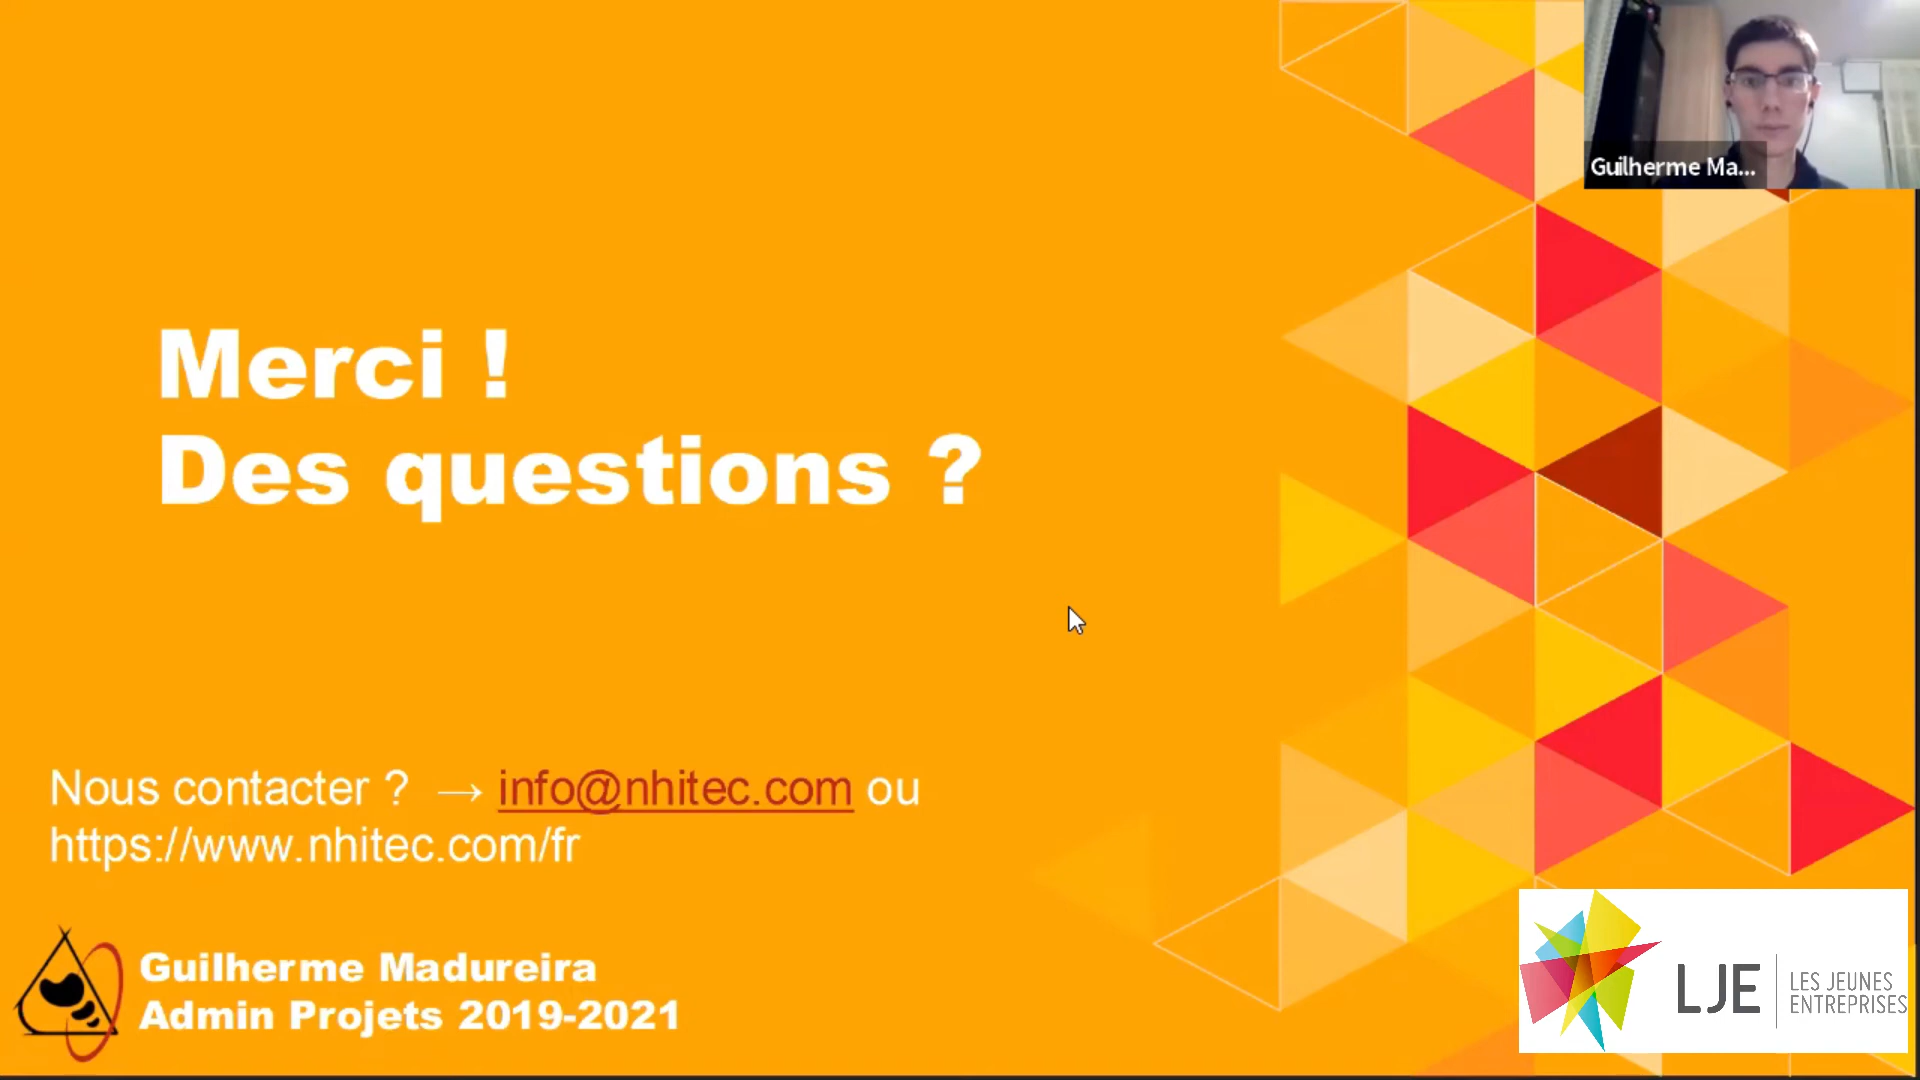 Guilherme Ma...
Merci !
Des questions ?
Nous contacter ? → info@nhitec.com ou
https://www.nhitec.com/fr
Guilherme Madureira
Admin Projets 2019-2021
LJE
LES JEUNES
ENTREPRISES